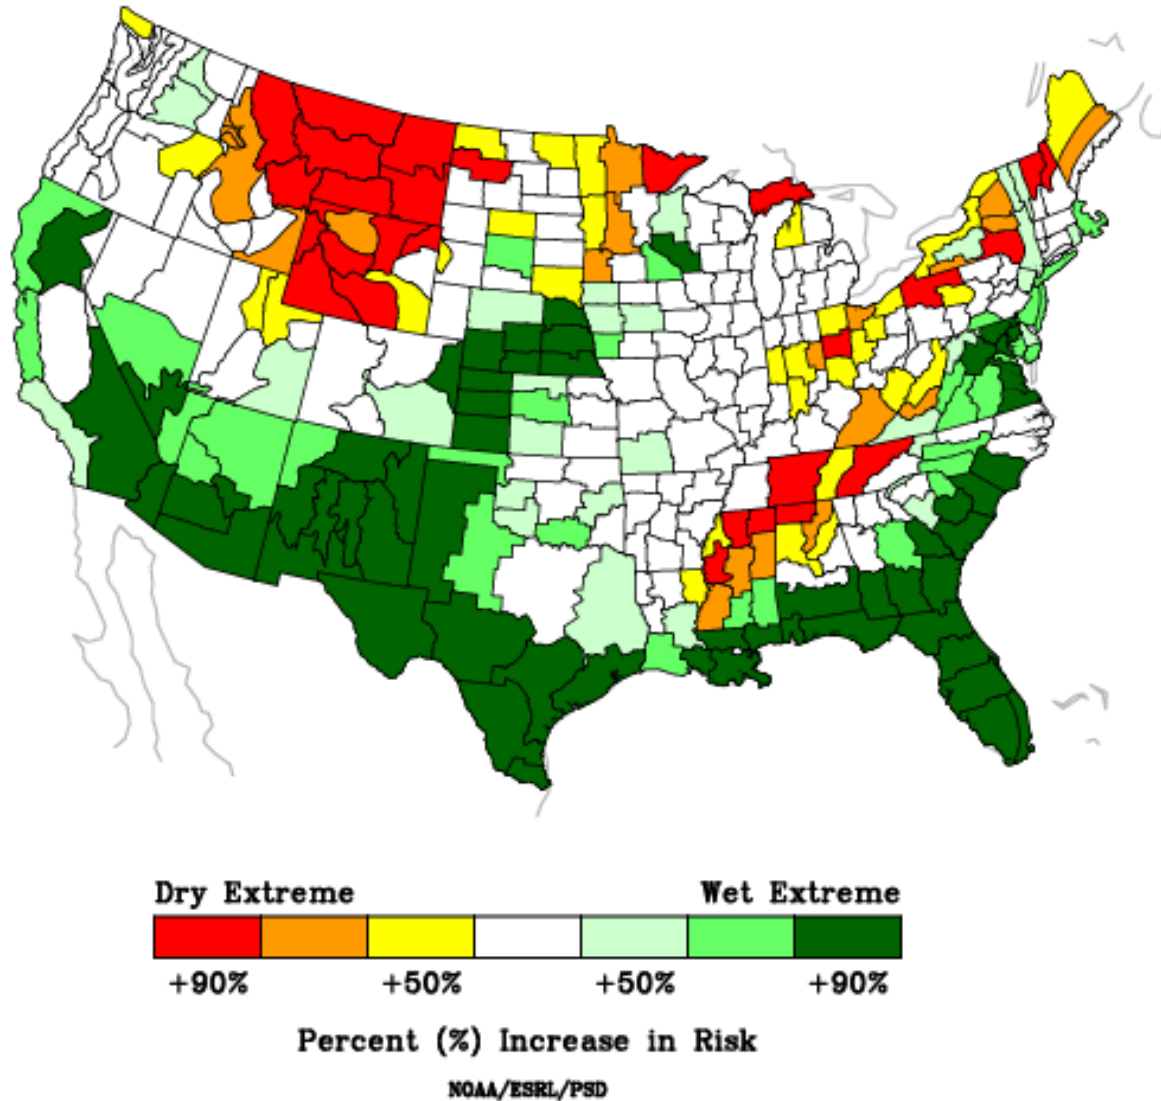 Dry Extreme Wet Extreme
+90% +50% +50% +90%
Percent (%) Increase in Risk
NOAA/ESRL/PSD